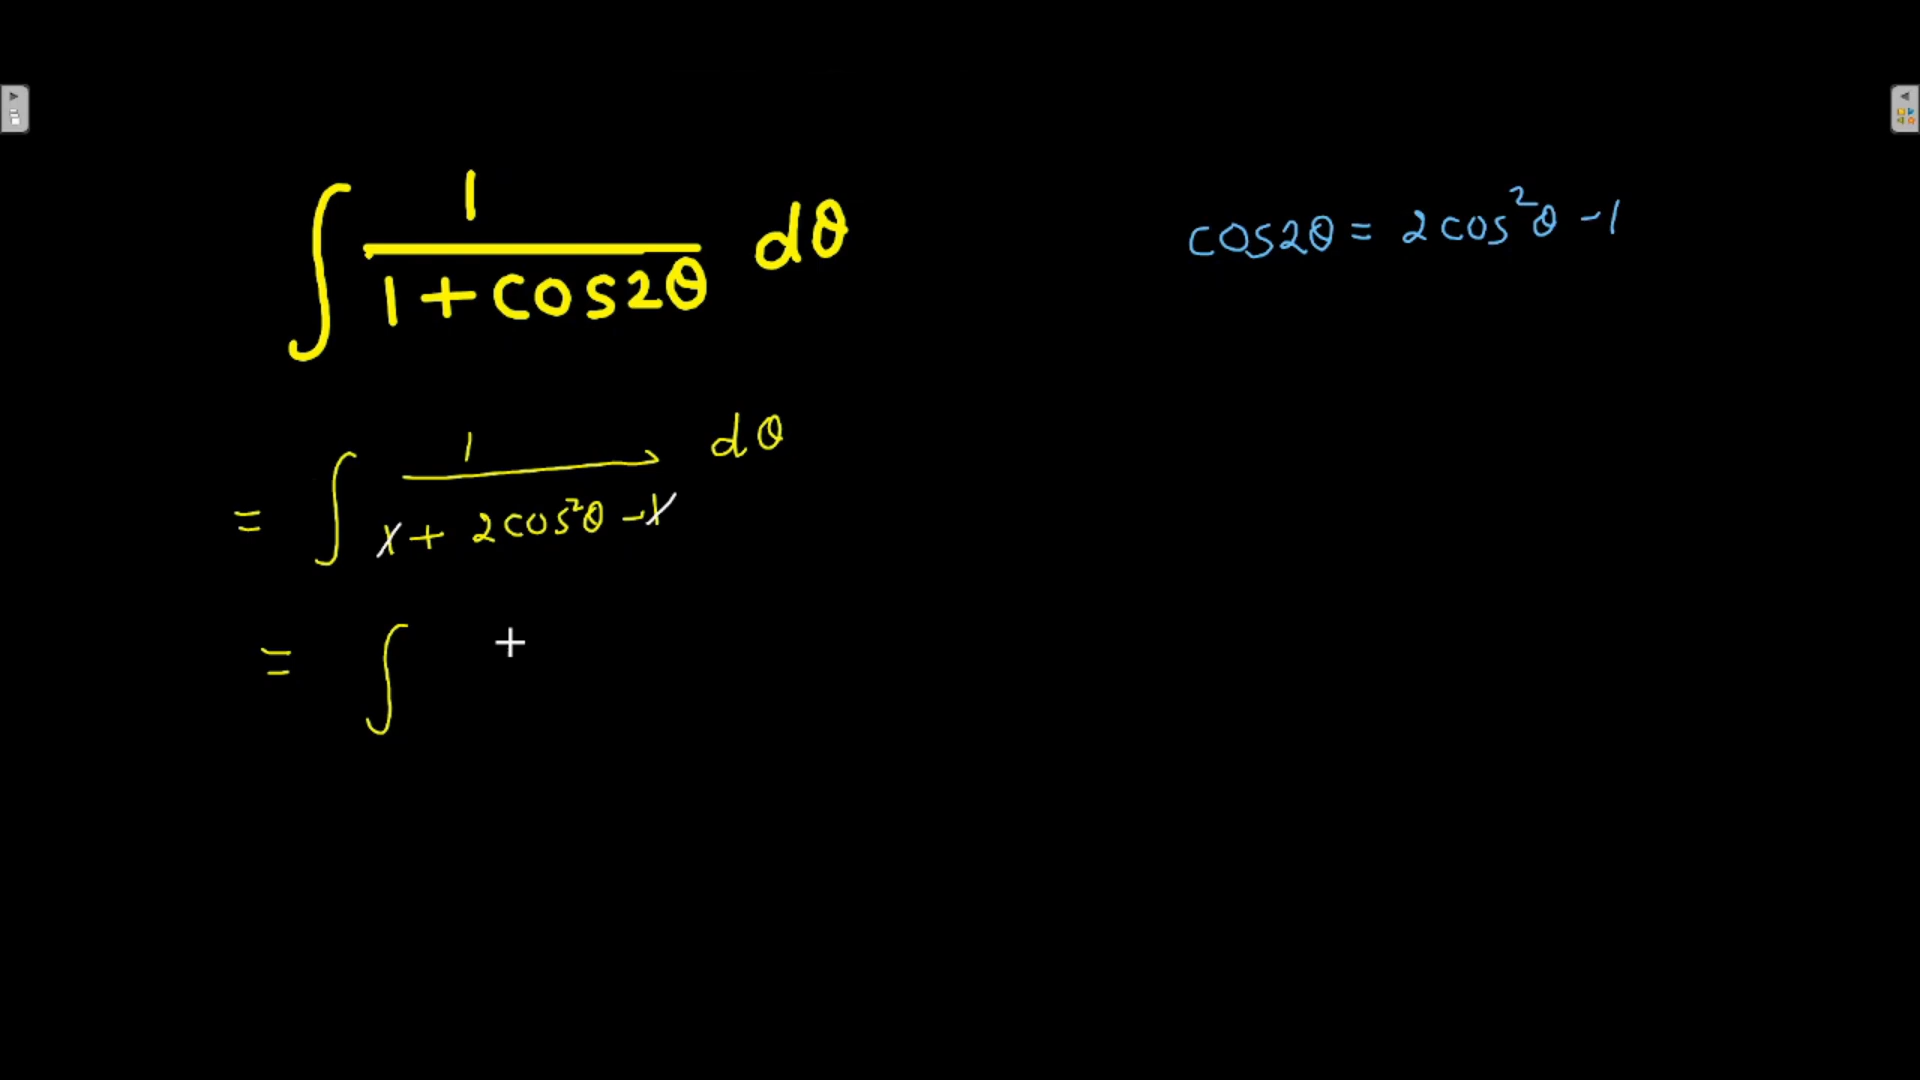 ∫ 1/(1+cos2θ) dθ
cos2θ = 2cos²θ -1
= ∫ 1/(1+ 2cos²θ -1) dθ
= ∫